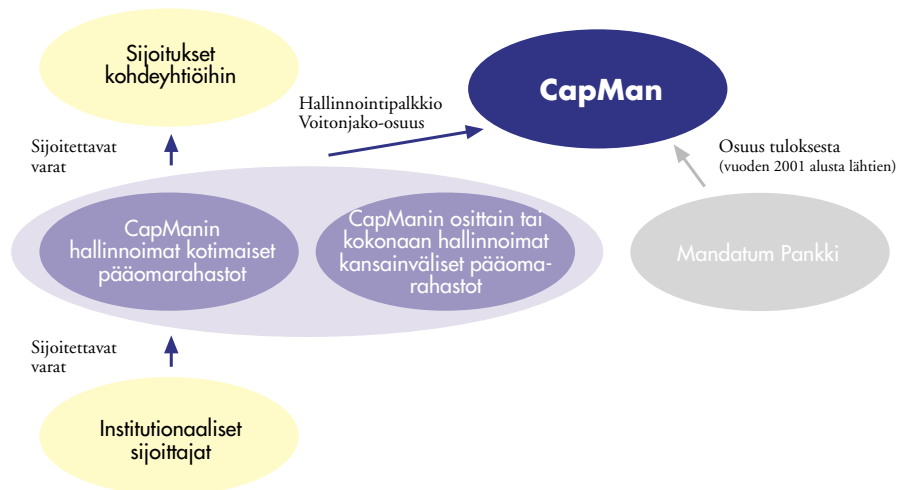 Sijoitukset
kohdeyhtiöihin
CapMan
Hallinnointipalkkio
Voitonjako-osuus
Sijoitettavat
varat
Osuus tuloksesta
(vuoden 2001 alusta lähtien)
CapManin
hallinnoimat kotimaiset
pääomarahastot
CapManin osittain tai
kokonaan hallinnoimat
kansainväliset pääoma-
rahastot
Mandatum Pankki
Sijoitettavat
varat
Institutionaaliset
sijoittajat